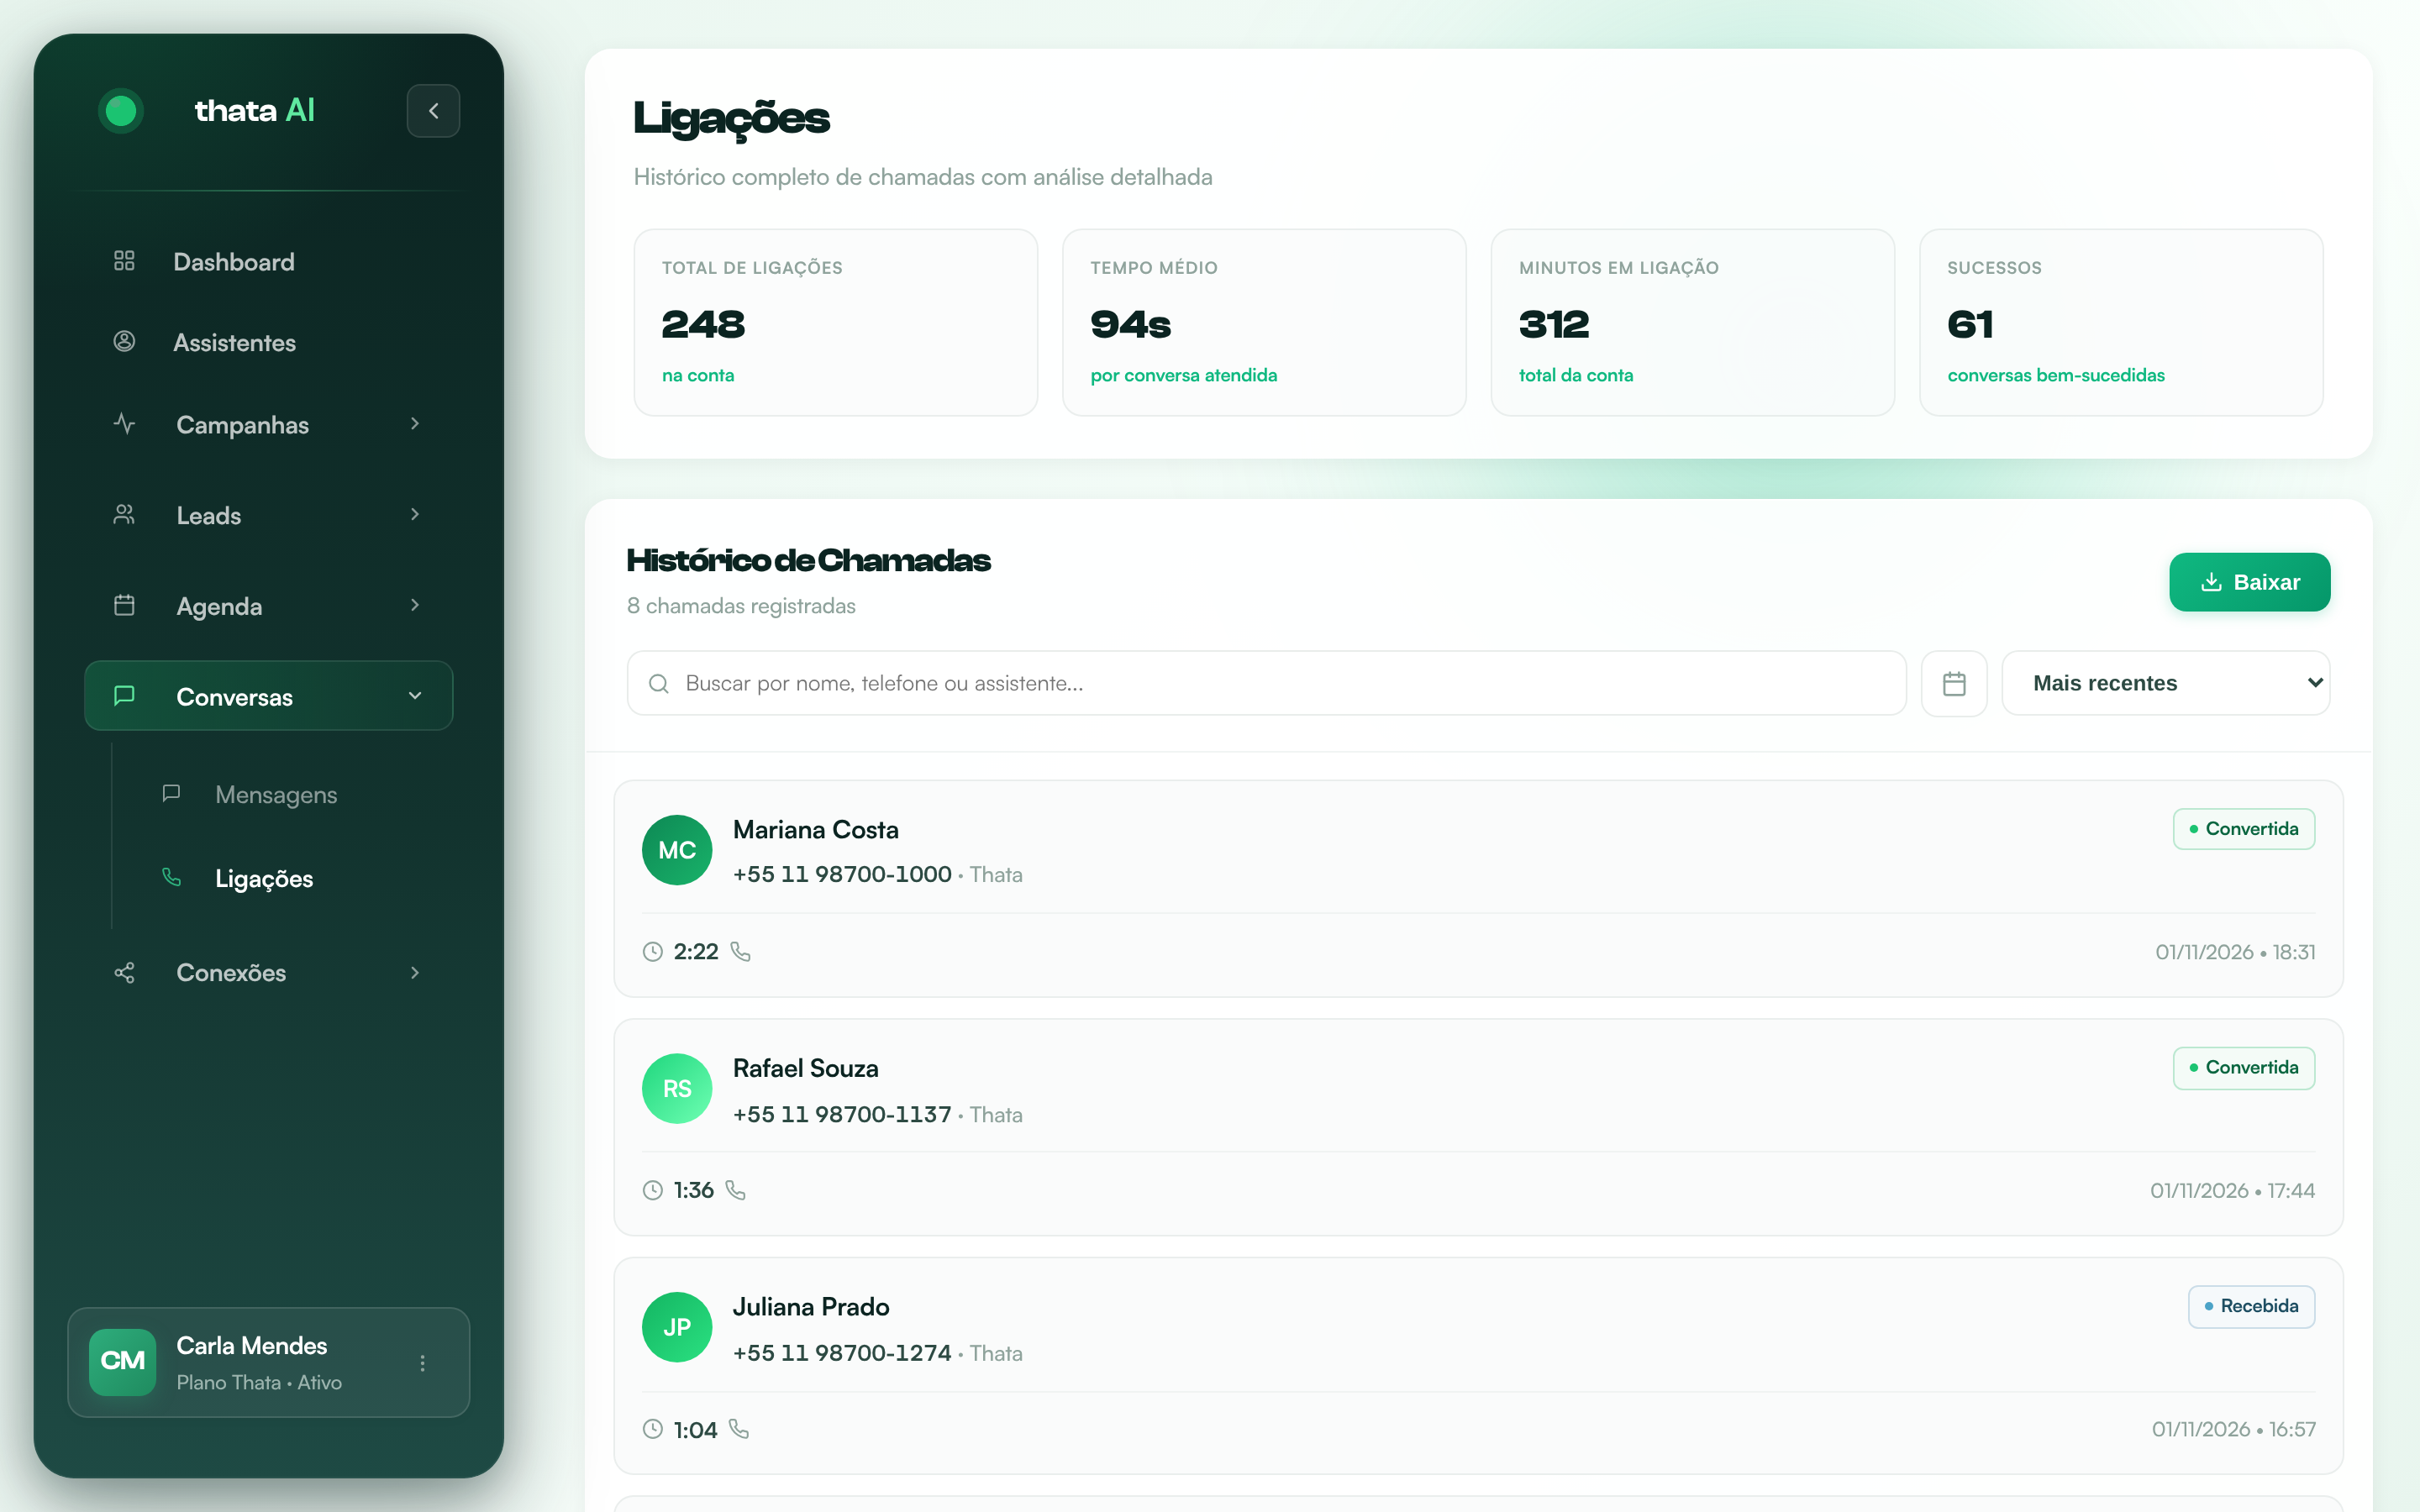 thata AI
Dashboard
Assistentes
Campanhas
Leads
Agenda
Conversas
Mensagens
Ligações
Conexões
CM
Carla Mendes
Plano Thata · Ativo
Ligações
Histórico completo de chamadas com análise detalhada
TOTAL DE LIGAÇÕES
248
na conta
TEMPO MÉDIO
94s
por conversa atendida
MINUTOS EM LIGAÇÃO
312
total da conta
SUCESSOS
61
conversas bem-sucedidas
Histórico de Chamadas
8 chamadas registradas
Baixar
Buscar por nome, telefone ou assistente...
Mais recentes
MC
Mariana Costa
+55 11 98700-1000 · Thata
Convertida
2:22
01/11/2026 • 18:31
RS
Rafael Souza
+55 11 98700-1137 · Thata
Convertida
1:36
01/11/2026 • 17:44
JP
Juliana Prado
+55 11 98700-1274 · Thata
Recebida
1:04
01/11/2026 • 16:57